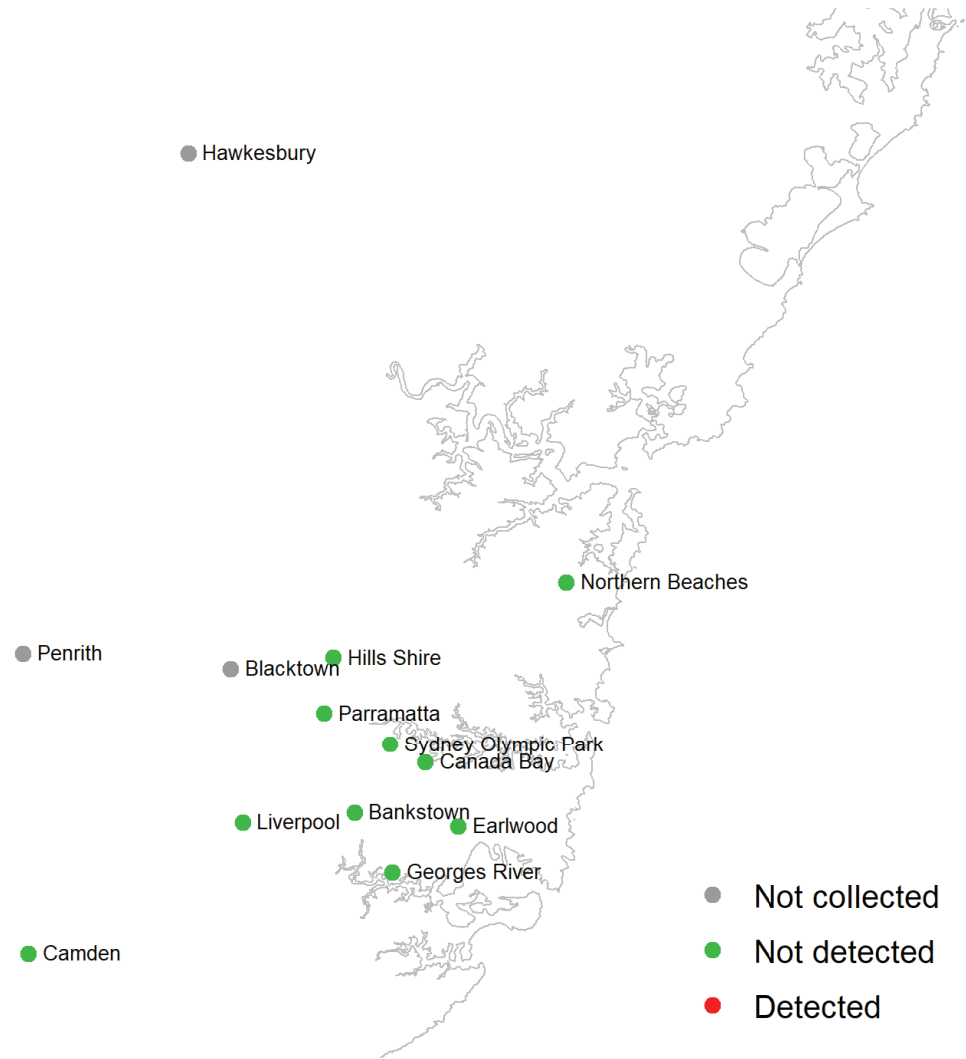 Hawkesbury
Northern Beaches
Penrith
Hills Shire
Blacktown
Parramatta
Sydney Olympic Park
Canada Bay
Bankstown
Liverpool
Earlwood
Georges River
Not collected
Camden
Not detected
Detected